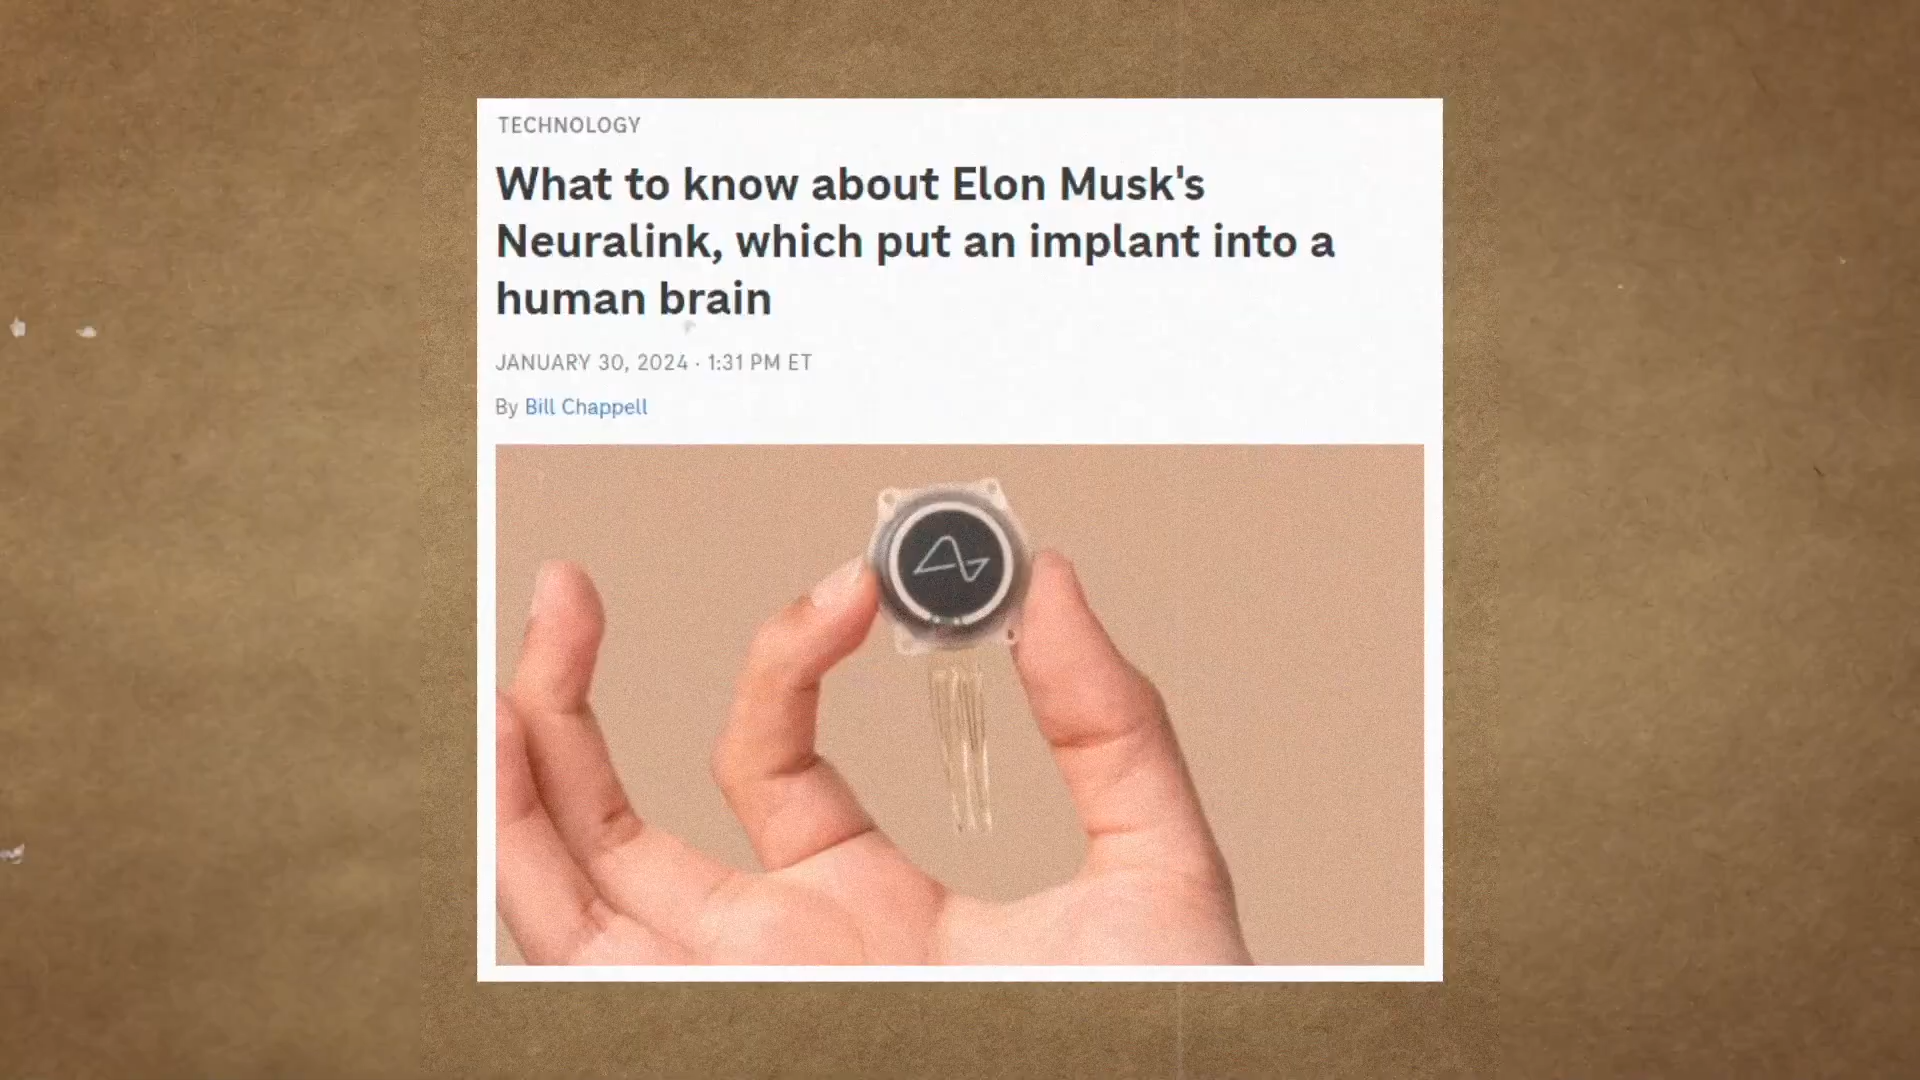 TECHNOLOGY
What to know about Elon Musk's
Neuralink, which put an implant into a
human brain
JANUARY 30, 2024 · 1:31 PM ET
By Bill Chappell